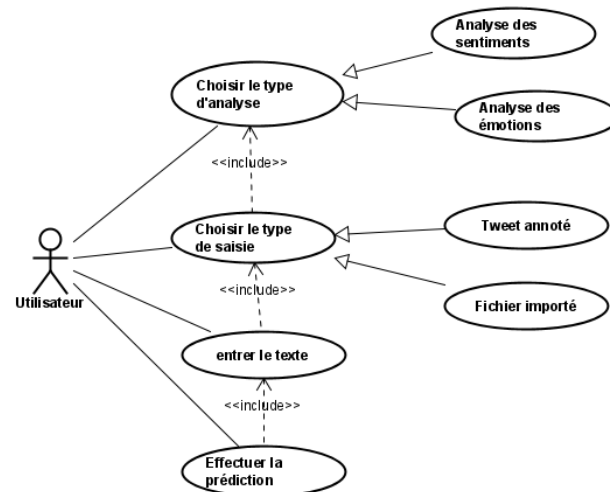 Analyse des
sentiments
Choisir le type
d'analyse
Analyse des
émotions
<<include>>
Choisir le type
de saisie
Tweet annoté
Utilisateur
<<include>>
Fichier importé
entrer le texte
<<include>>
Effectuer la
prédiction